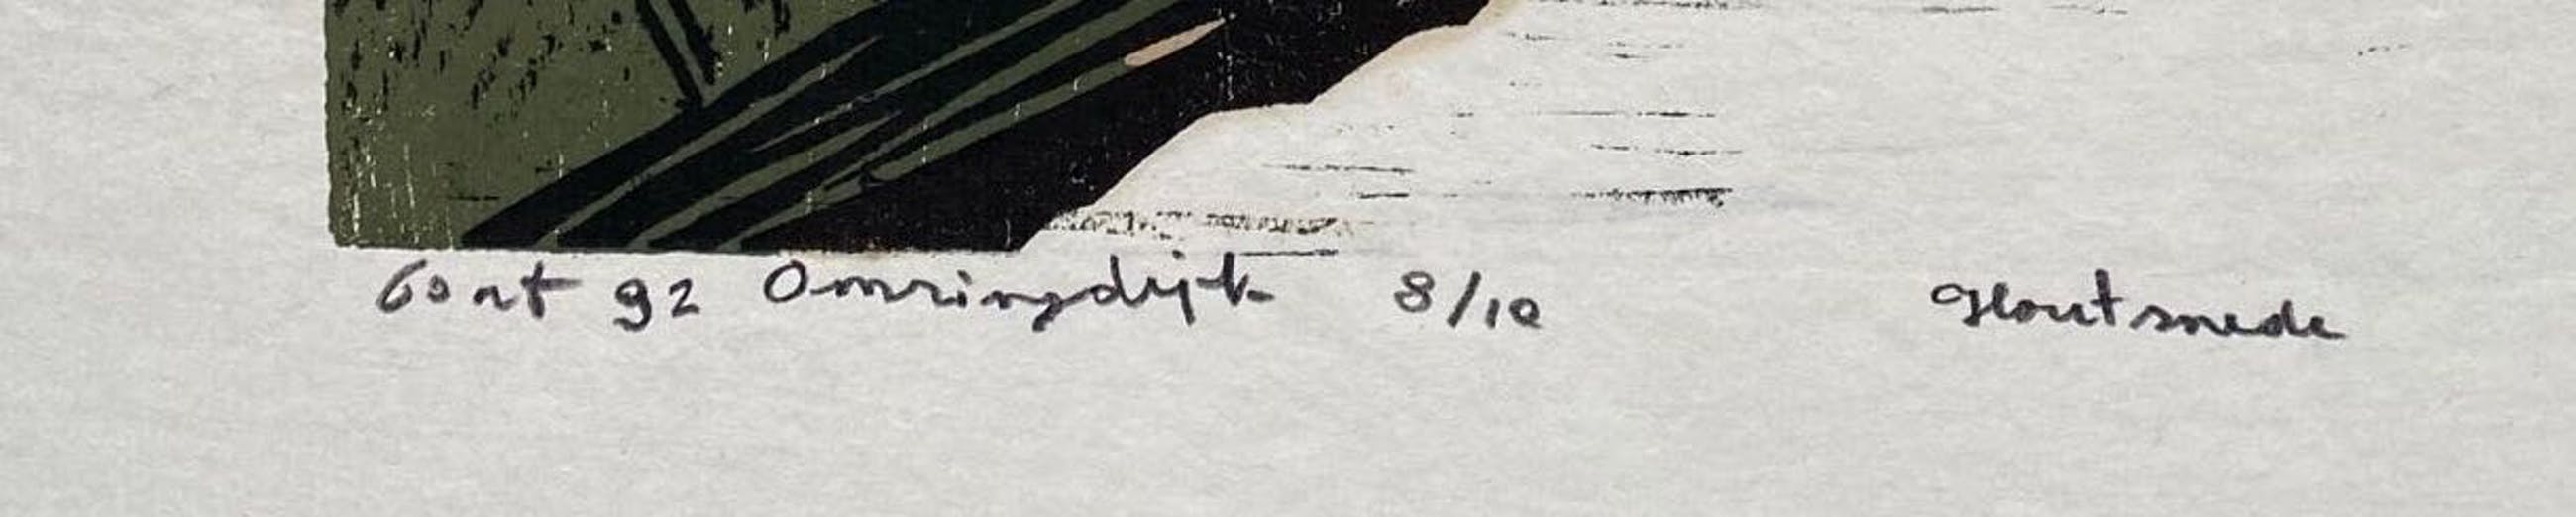 92 Omringdijk 8/10 Houtsnede